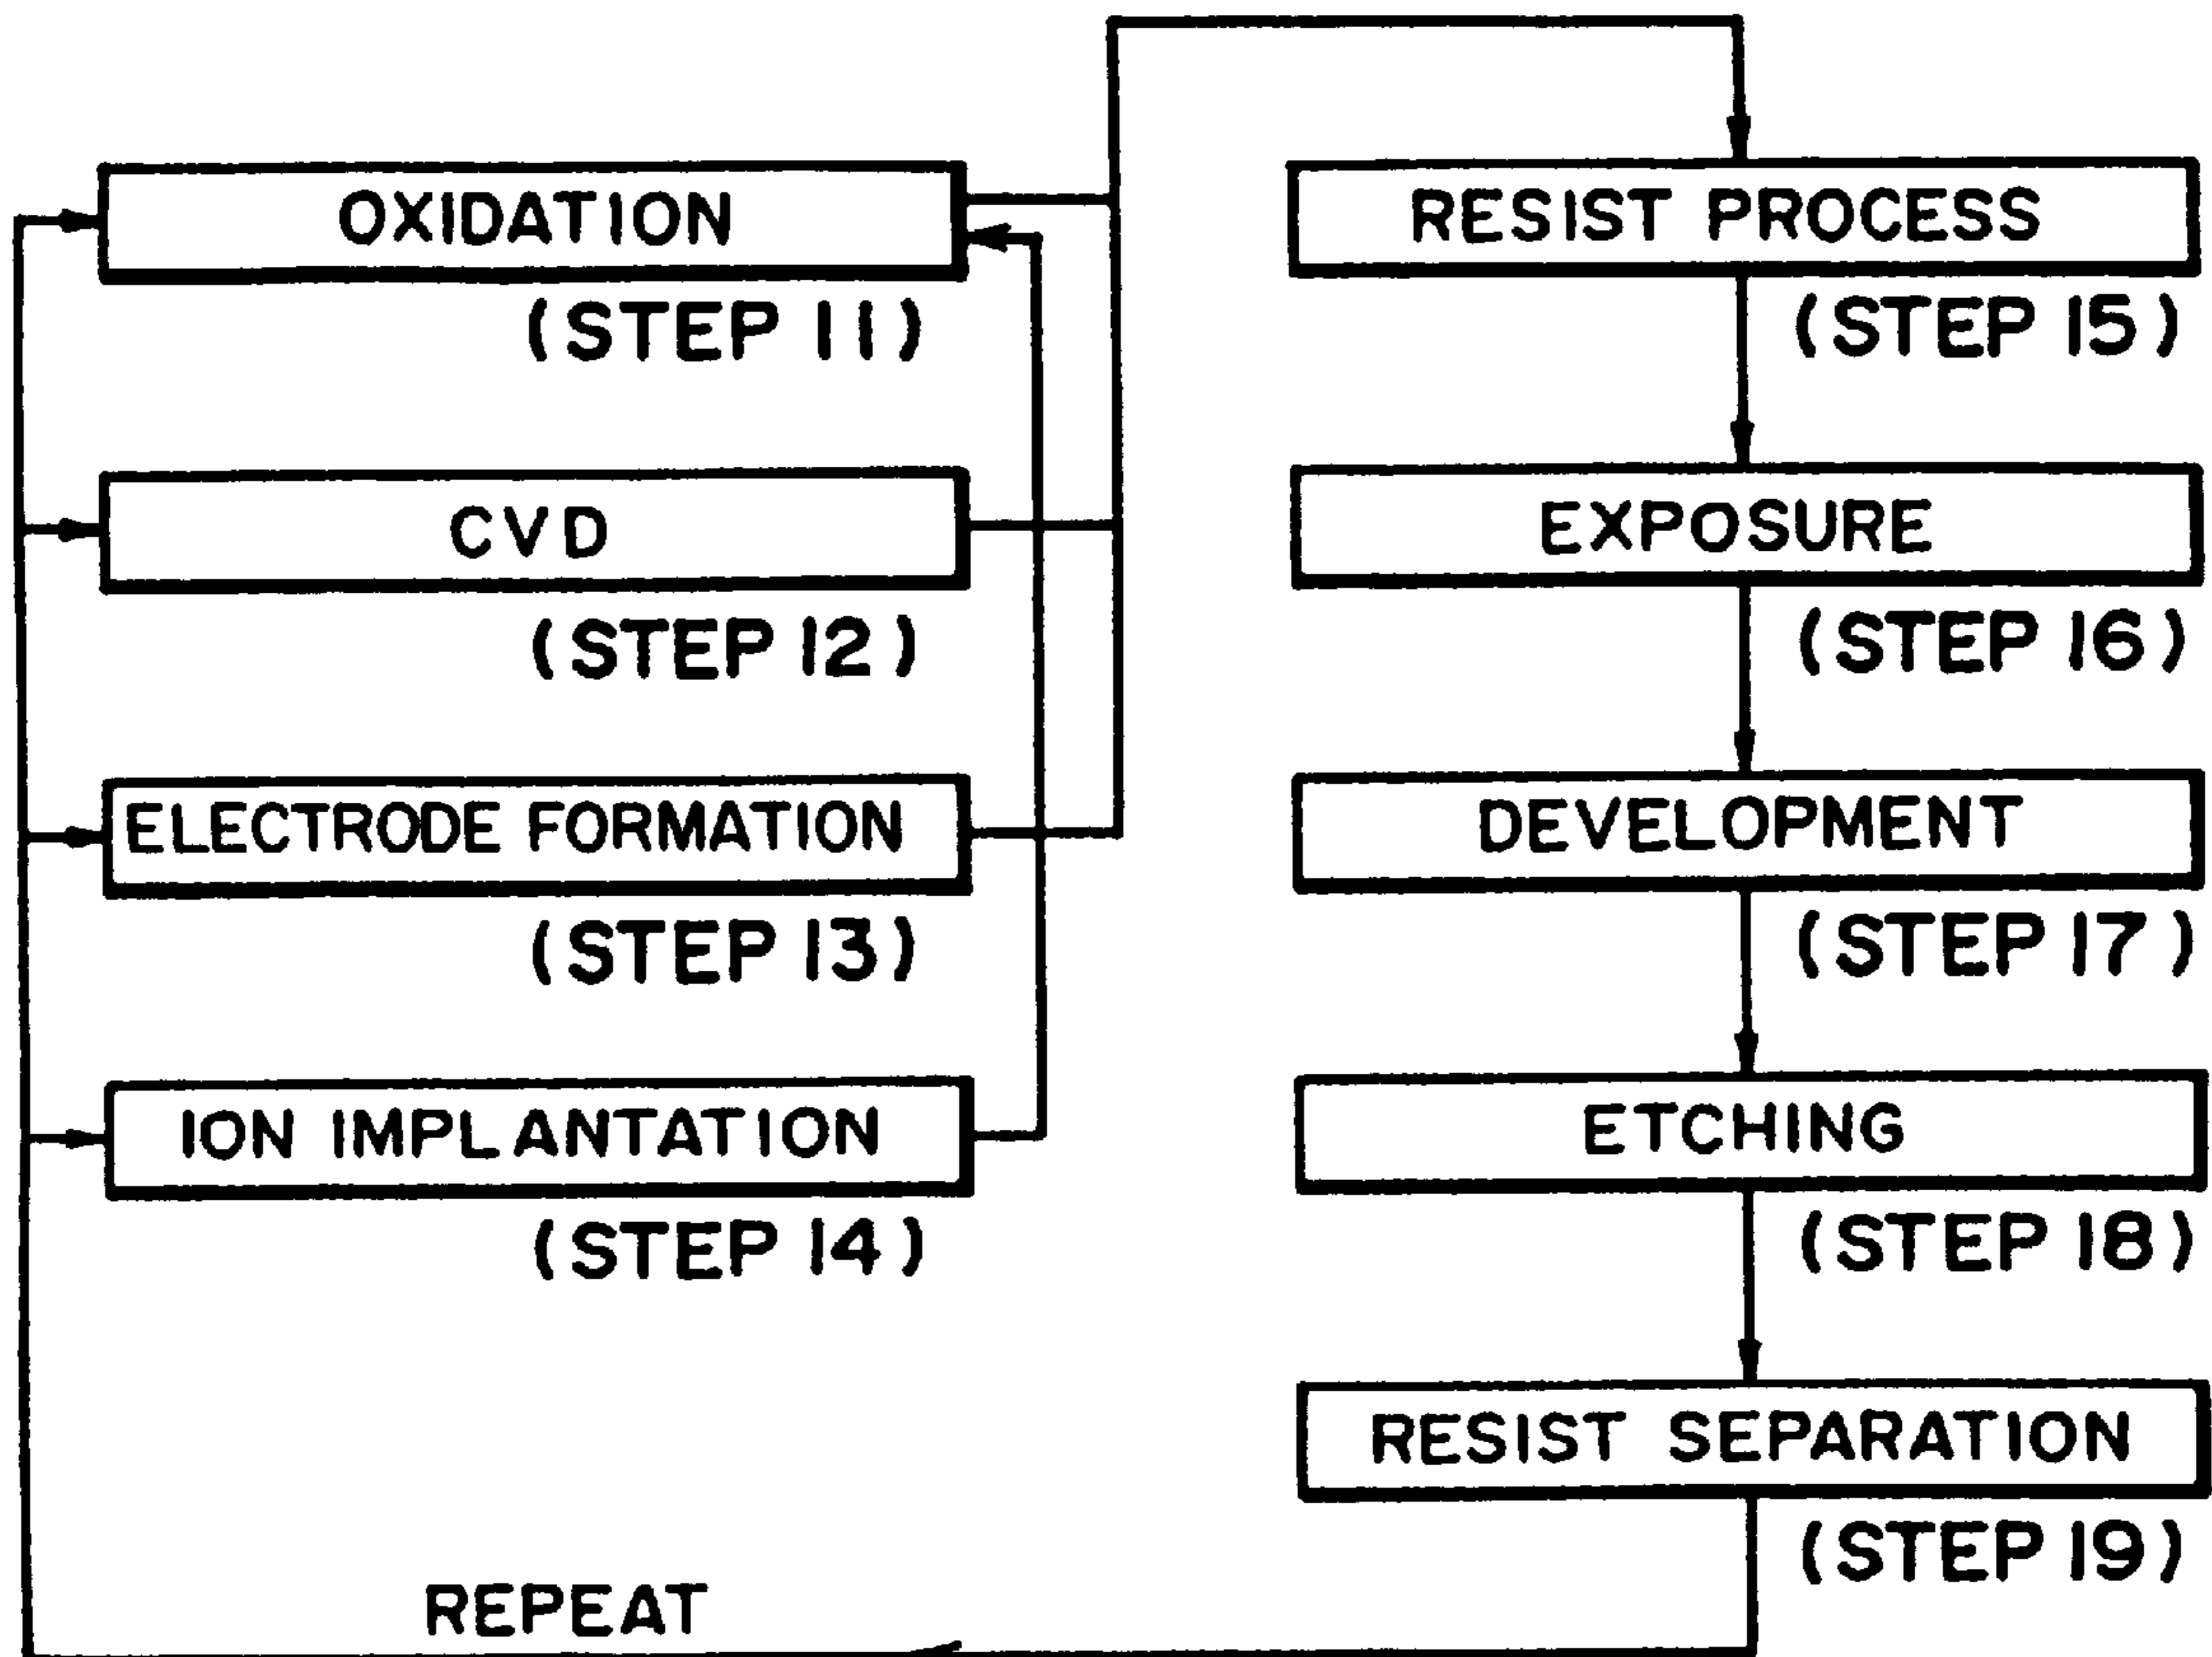 OXIDATION
(STEP 11)
CVD
(STEP 12)
ELECTRODE FORMATION
(STEP 13)
ION IMPLANTATION
(STEP 14)
RESIST PROCESS
(STEP 15)
EXPOSURE
(STEP 16)
DEVELOPMENT
(STEP 17)
ETCHING
(STEP 18)
RESIST SEPARATION
(STEP 19)
REPEAT